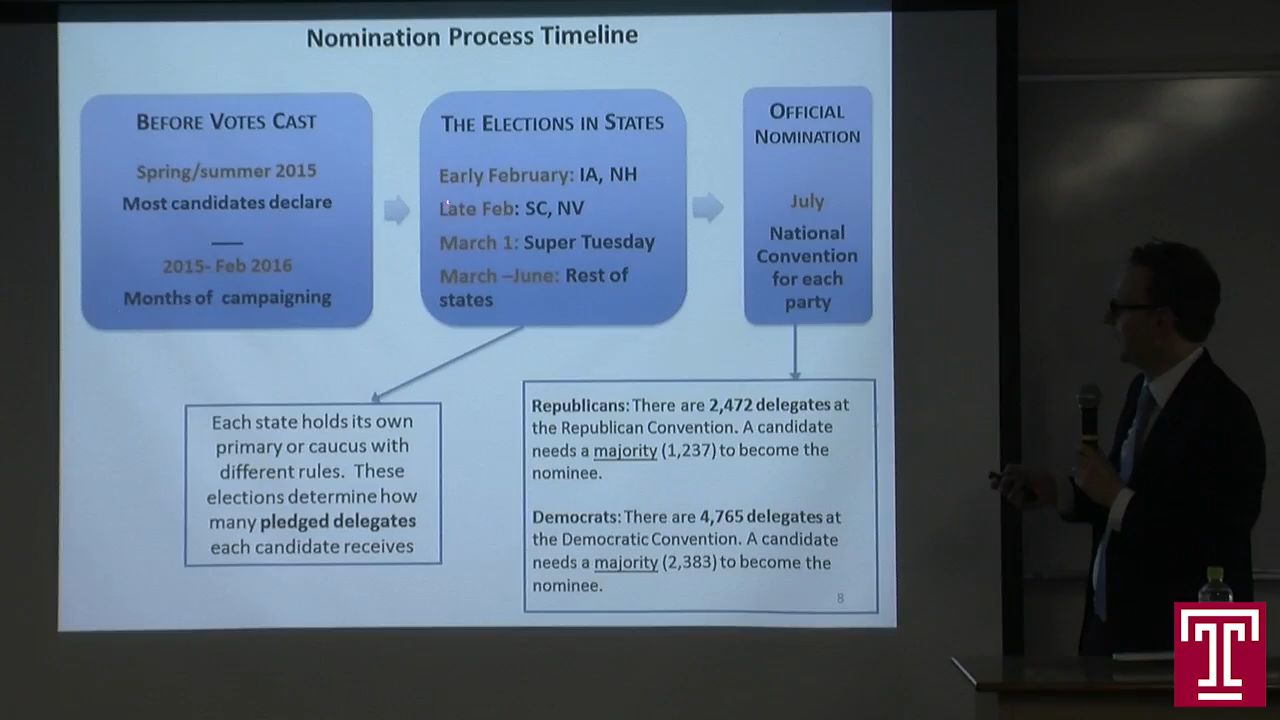 Nomination Process Timeline
BEFORE VOTES CAST
Spring/summer 2015
Most candidates declare
2015- Feb 2016
Months of campaigning
THE ELECTIONS IN STATES
Early February: IA, NH
Late Feb: SC, NV
March 1: Super Tuesday
March –June: Rest of
states
OFFICIAL
NOMINATION
July
National
Convention
for each
party
Each state holds its own
primary or caucus with
different rules. These
elections determine how
many pledged delegates
each candidate receives
Republicans: There are 2,472 delegates at
the Republican Convention. A candidate
needs a majority (1,237) to become the
nominee.
Democrats: There are 4,765 delegates at
the Democratic Convention. A candidate
needs a majority (2,383) to become the
nominee.
8
T